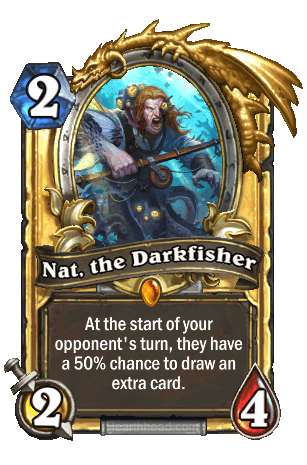 2
Nat, the Darkfisher
At the start of your
opponent's turn, they have
a 50% chance to draw an
extra card.
2
4